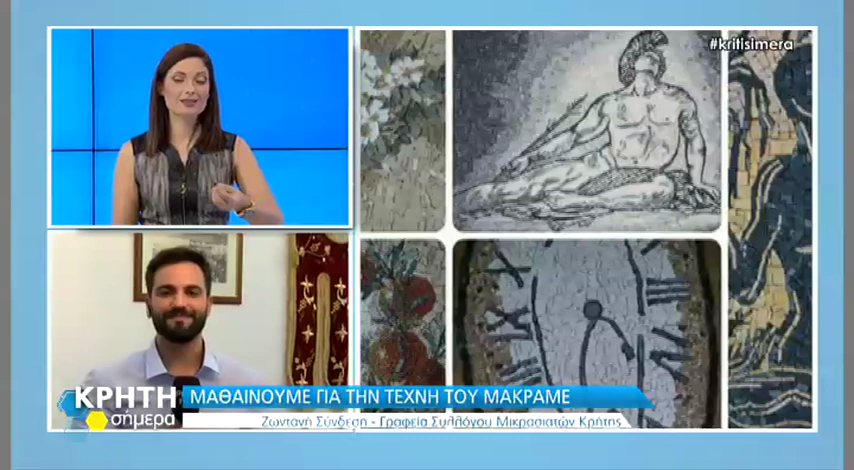 #kritisimera
ΚΡΗΤΗ
σήμερα
ΜΑΘΑΙΝΟΥΜΕ ΓΙΑ ΤΗΝ ΤΕΧΝΗ ΤΟΥ ΜΑΚΡΑΜΕ
Ζωντανή Σύνδεση - Γραφεία Συλλόγου Μικρασιατών Κρήτης